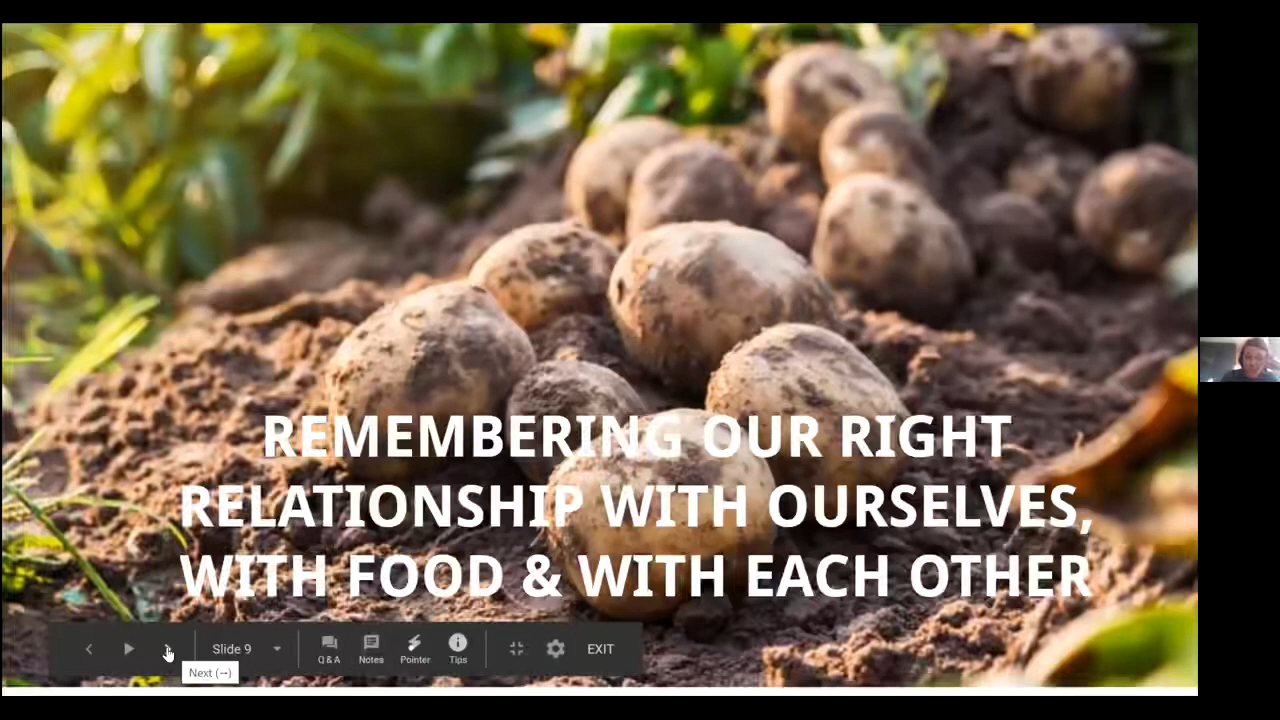 REMEMBERING OUR RIGHT
RELATIONSHIP WITH OURSELVES,
WITH FOOD & WITH EACH OTHER
Slide 9
Q & A
Notes
Pointer
Tips
EXIT
Next (→)